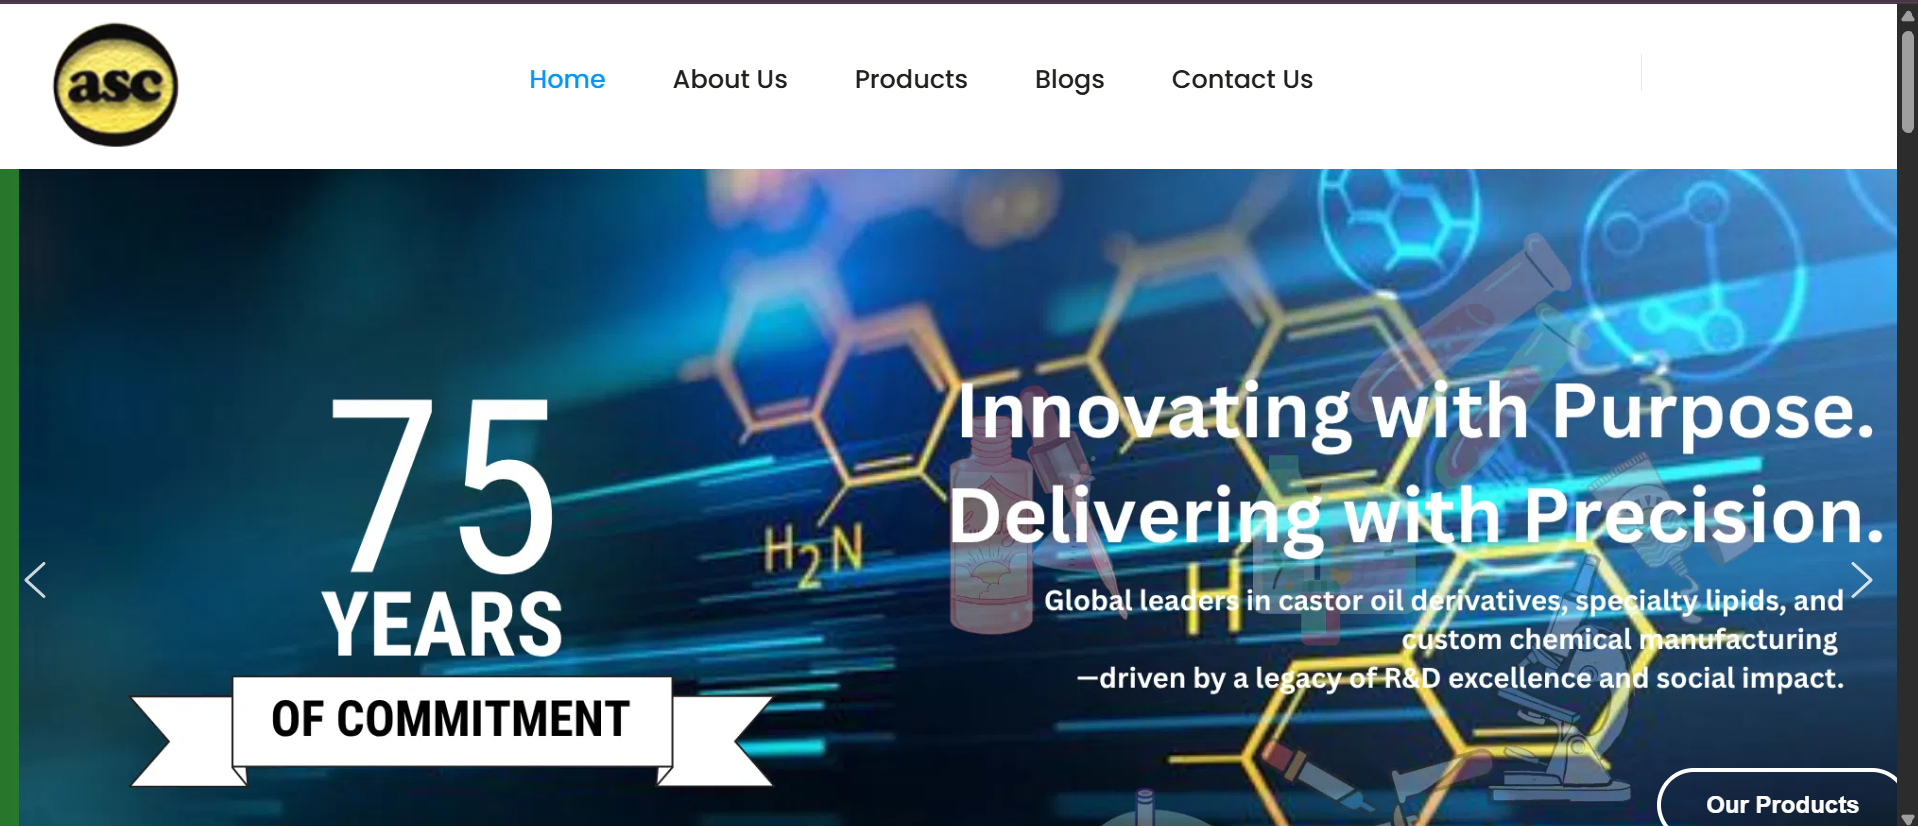 asc
Home
About Us
Products
Blogs
Contact Us
75
YEARS
OF COMMITMENT
H2N
H
C
3
Innovating with Purpose.
Delivering with Precision.
Global leaders in castor oil derivatives, specialty lipids, and
custom chemical manufacturing
—driven by a legacy of R&D excellence and social impact.
Our Products